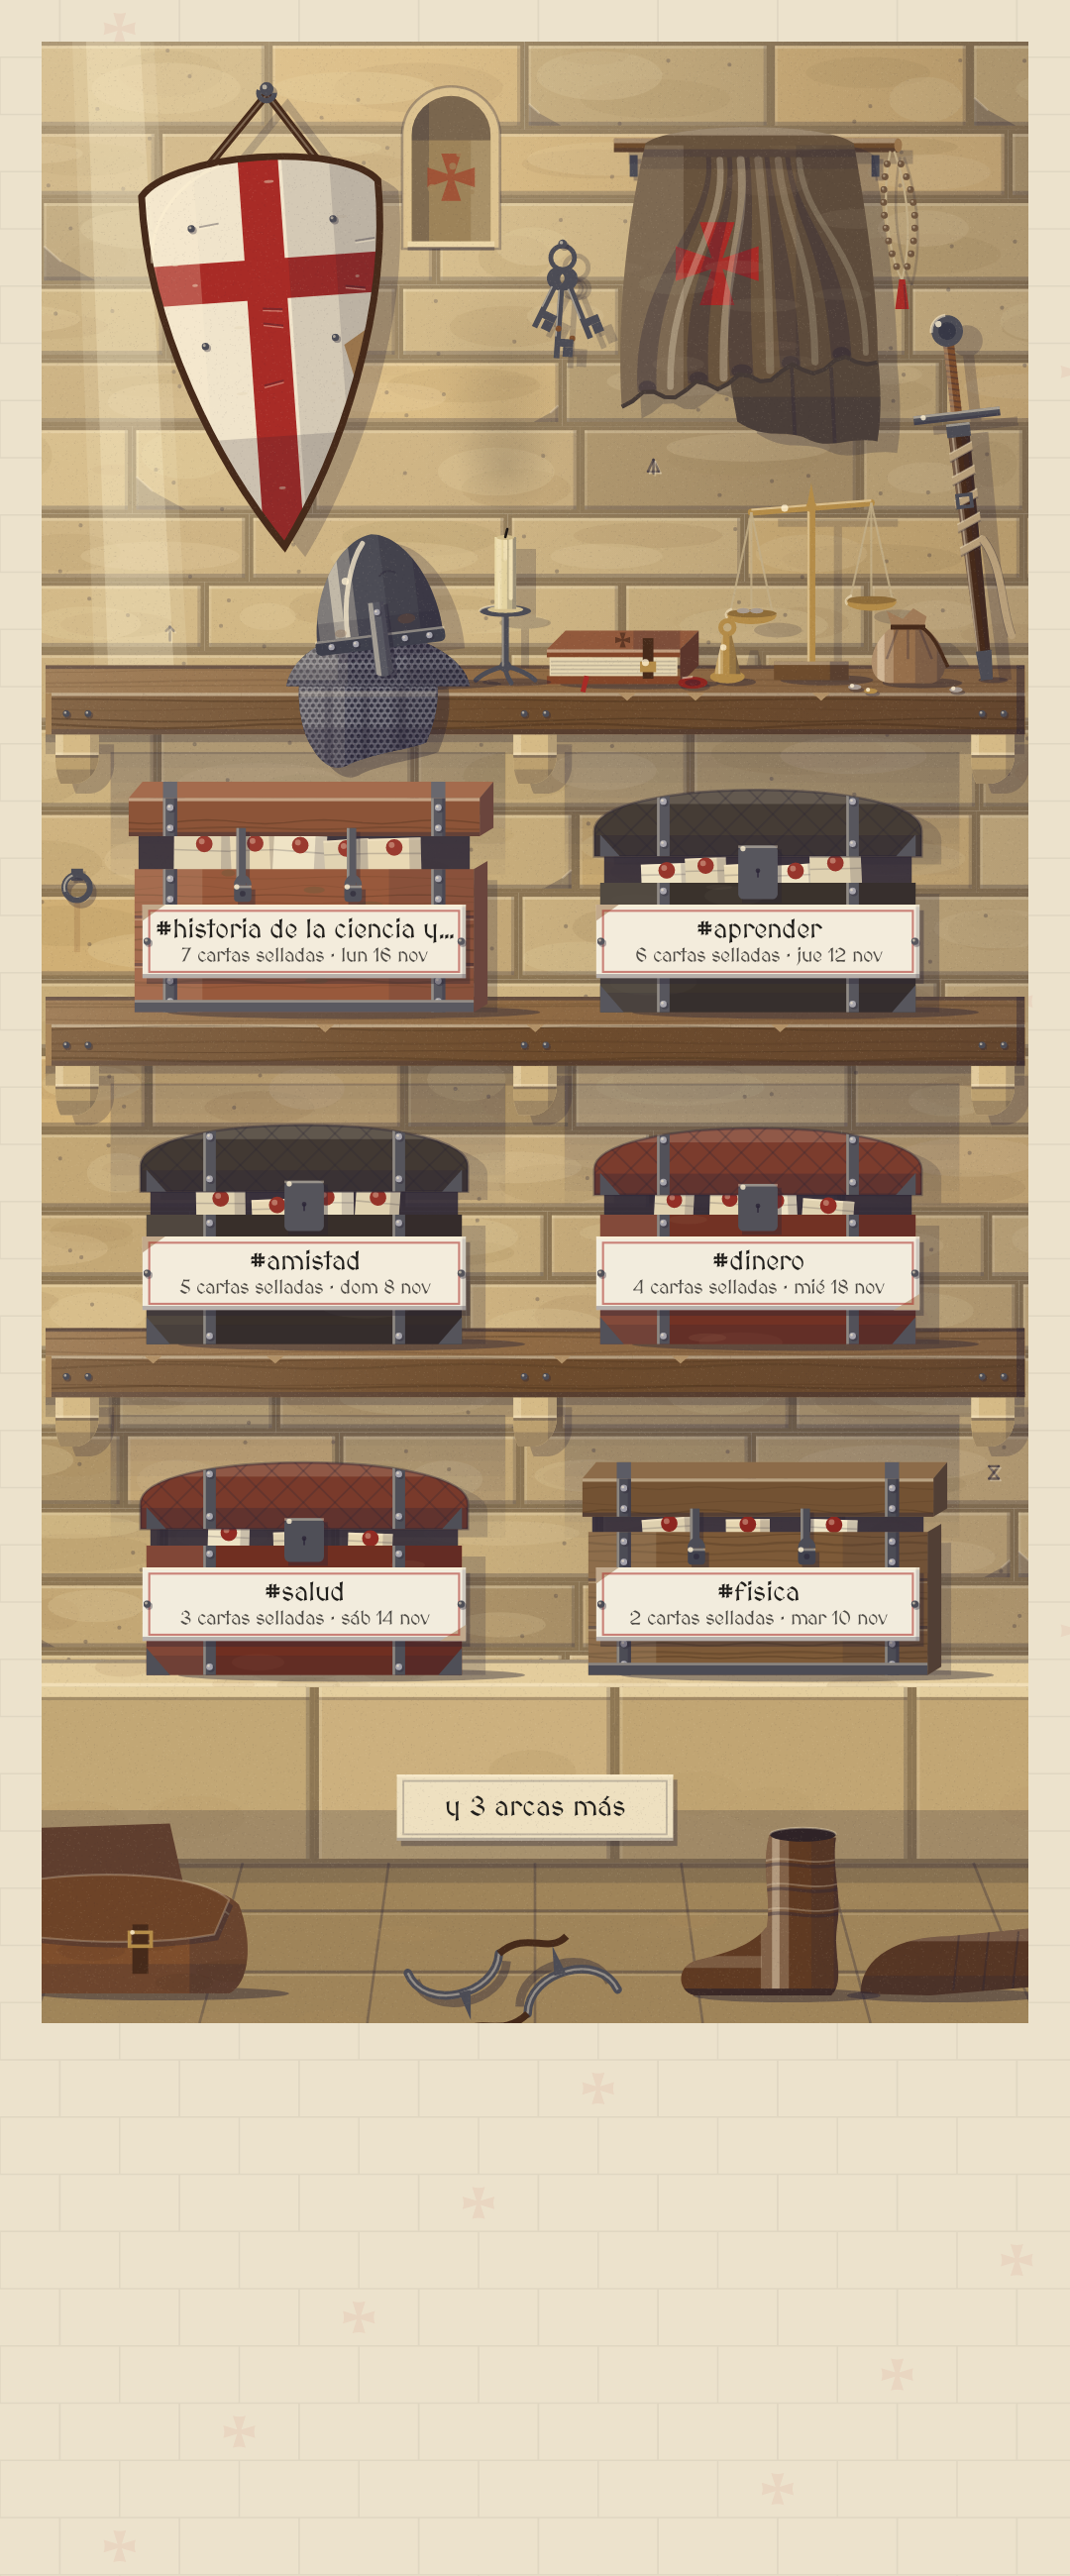 #historia de la ciencia y...
7 cartas selladas · lun 16 nov
#aprender
6 cartas selladas · jue 12 nov
#amistad
5 cartas selladas · dom 8 nov
#dinero
4 cartas selladas · mié 18 nov
#salud
3 cartas selladas · sáb 14 nov
#física
2 cartas selladas · mar 10 nov
y 3 arcas más